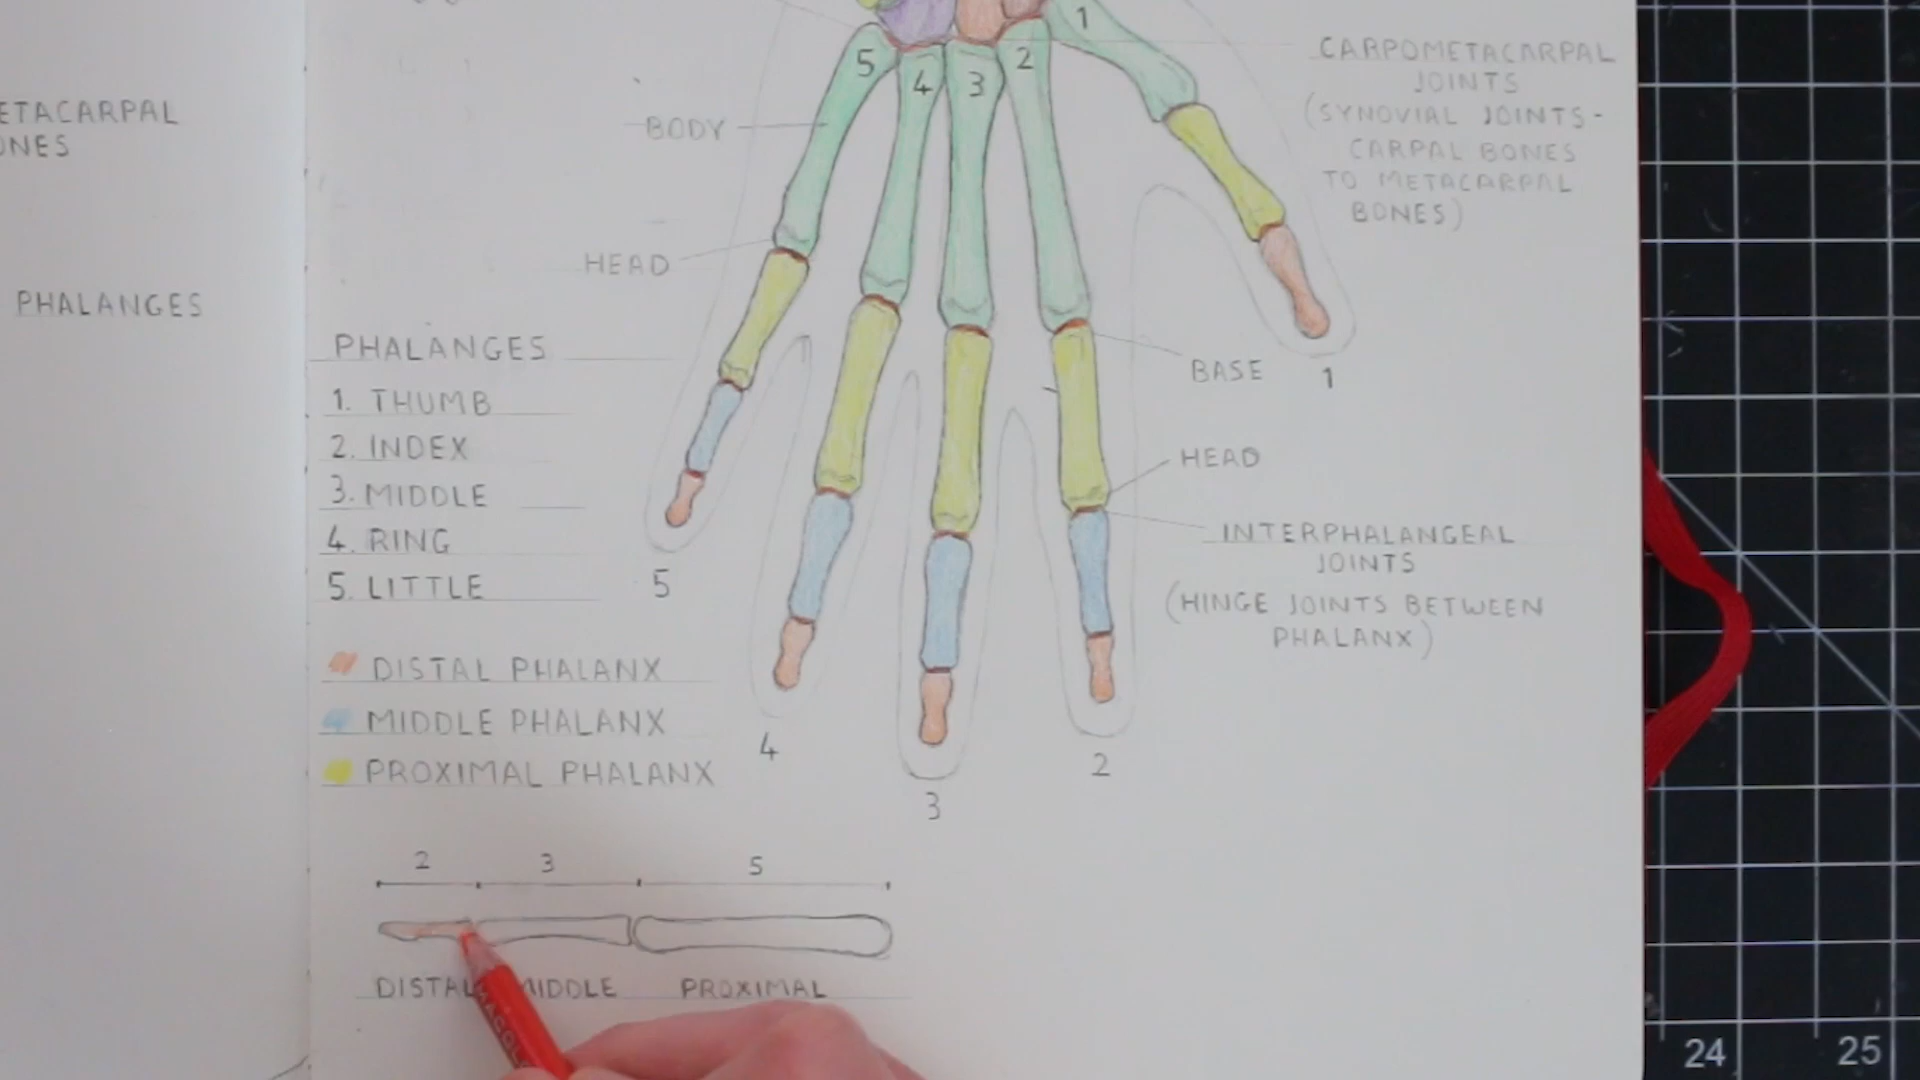 ETACARPAL
ONES
PHALANGES
5
4
3
2
1
BODY
HEAD
CARPOMETACARPAL
JOINTS
(SYNOVIAL JOINTS-
CARPAL BONES
TO METACARPAL
BONES)
PHALANGES
1. THUMB
2. INDEX
3. MIDDLE
4. RING
5. LITTLE
BASE
1
HEAD
INTERPHALANGEAL
JOINTS
(HINGE JOINTS BETWEEN
PHALANX)
5
4
3
2
DISTAL PHALANX
MIDDLE PHALANX
PROXIMAL PHALANX
2 3 5
DISTAL MIDDLE PROXIMAL
24 25